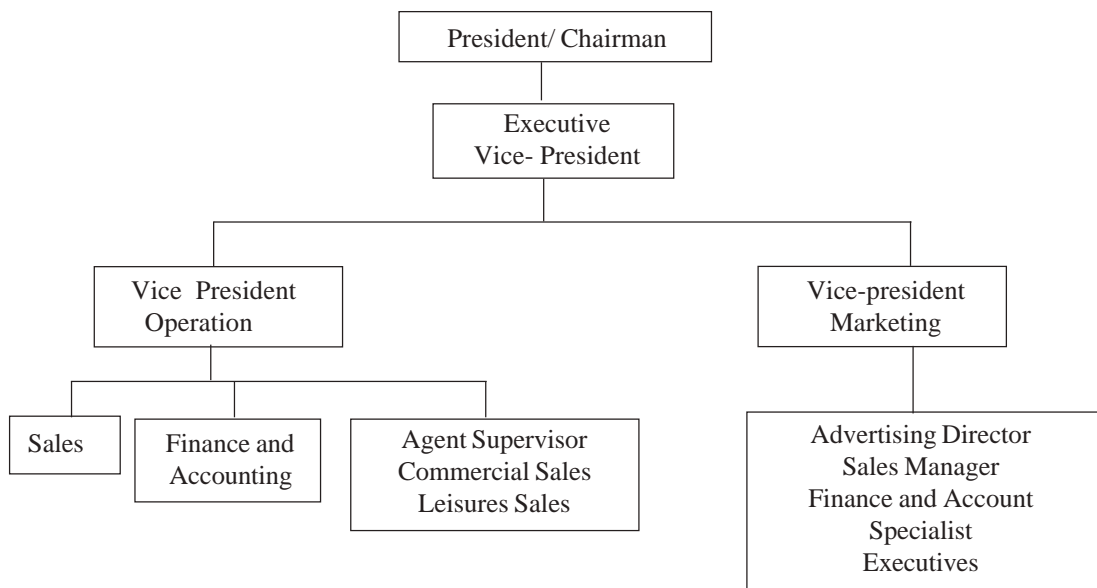 President/ Chairman
Executive
Vice- President
Vice President
Operation
Vice-president
Marketing
Sales
Finance and
Accounting
Agent Supervisor
Commercial Sales
Leisures Sales
Advertising Director
Sales Manager
Finance and Account
Specialist
Executives